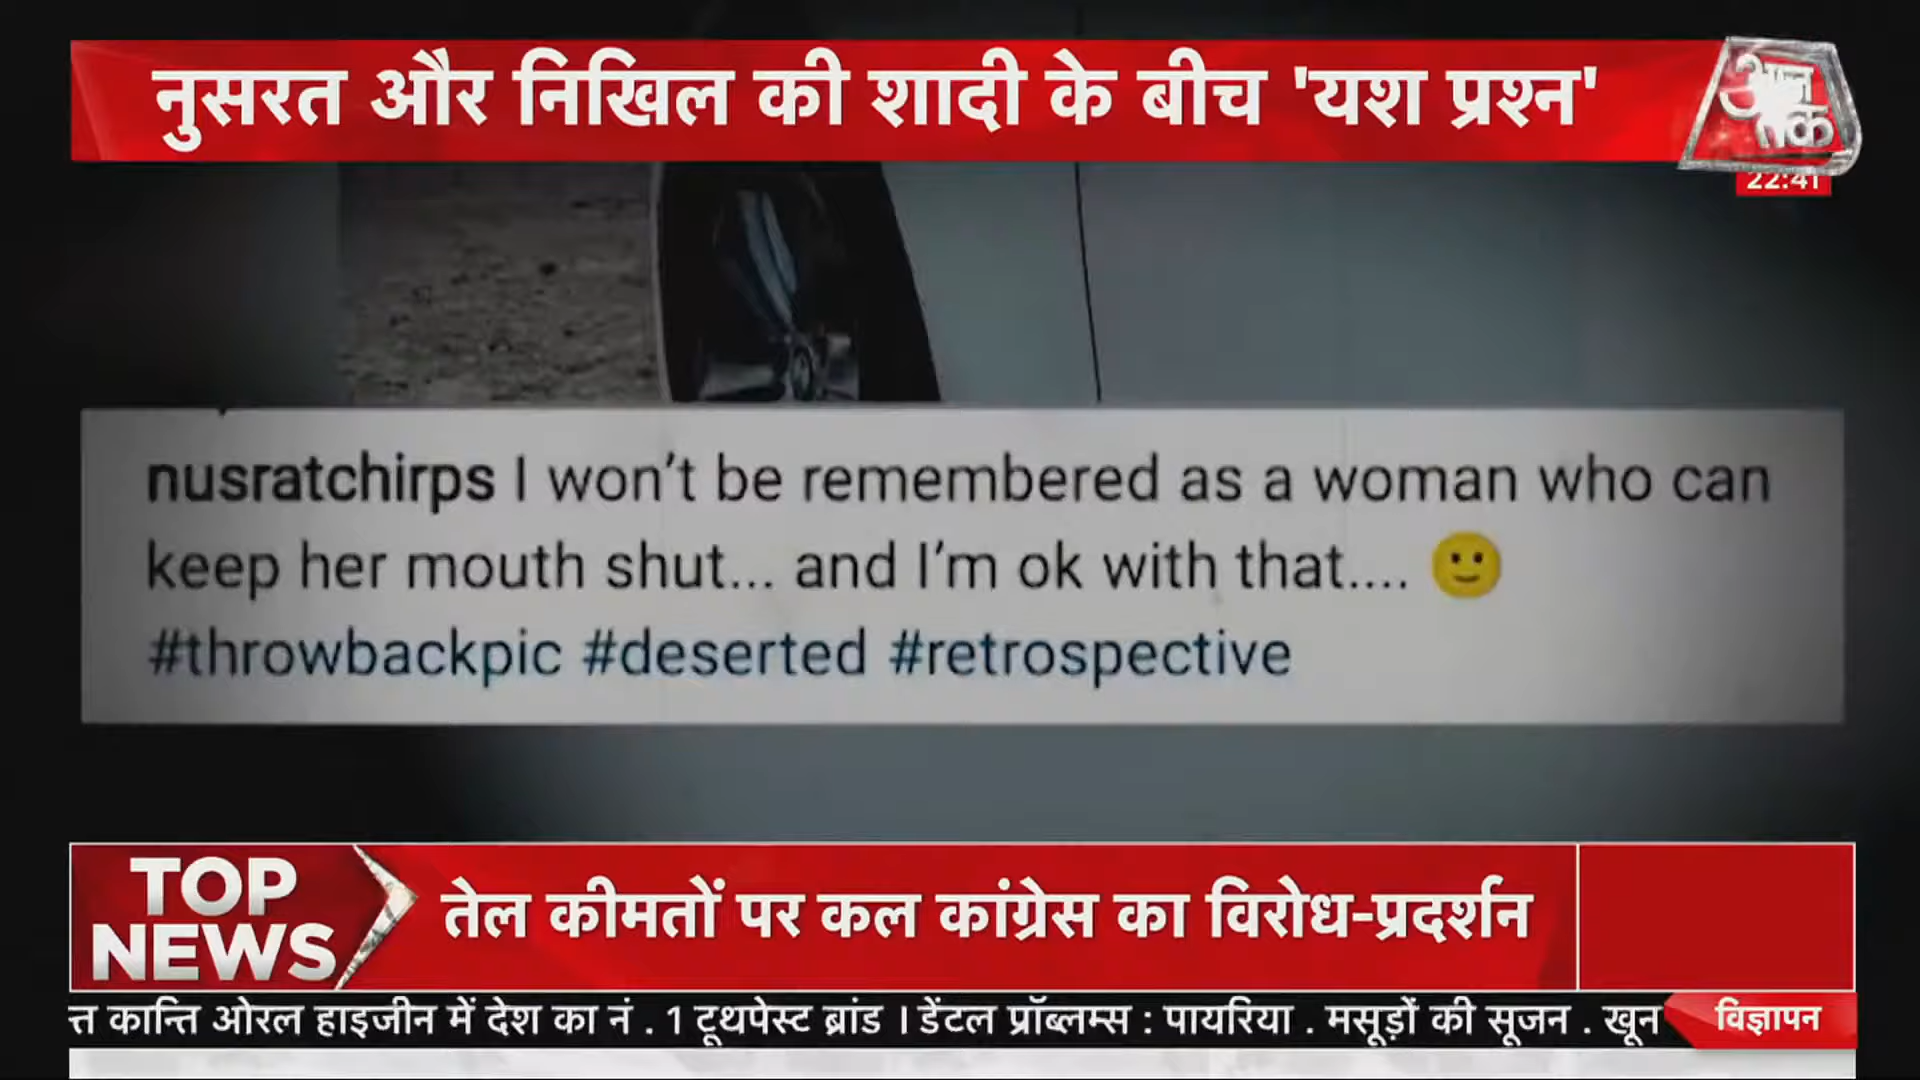 नुसरत और निखिल की शादी के बीच 'यश प्रश्न'
आज तक
22:41
nusratchirps I won't be remembered as a woman who can
keep her mouth shut... and I'm ok with that.... 🙂
#throwbackpic #deserted #retrospective
TOP
NEWS
तेल कीमतों पर कल कांग्रेस का विरोध-प्रदर्शन
त्त कान्ति ओरल हाइजीन में देश का नं . 1 टूथपेस्ट ब्रांड । डेंटल प्रॉब्लम्स : पायरिया . मसूड़ों की सूजन . खून
विज्ञापन